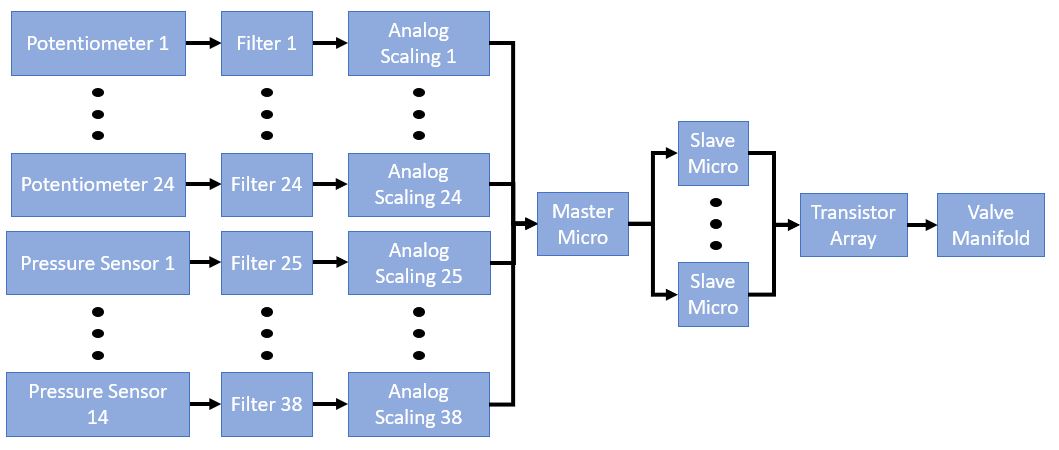 Potentiometer 1
Filter 1
Analog
Scaling 1
Potentiometer 24
Filter 24
Analog
Scaling 24
Pressure Sensor 1
Filter 25
Analog
Scaling 25
Pressure Sensor
14
Filter 38
Analog
Scaling 38
Master
Micro
Slave
Micro
Slave
Micro
Transistor
Array
Valve
Manifold